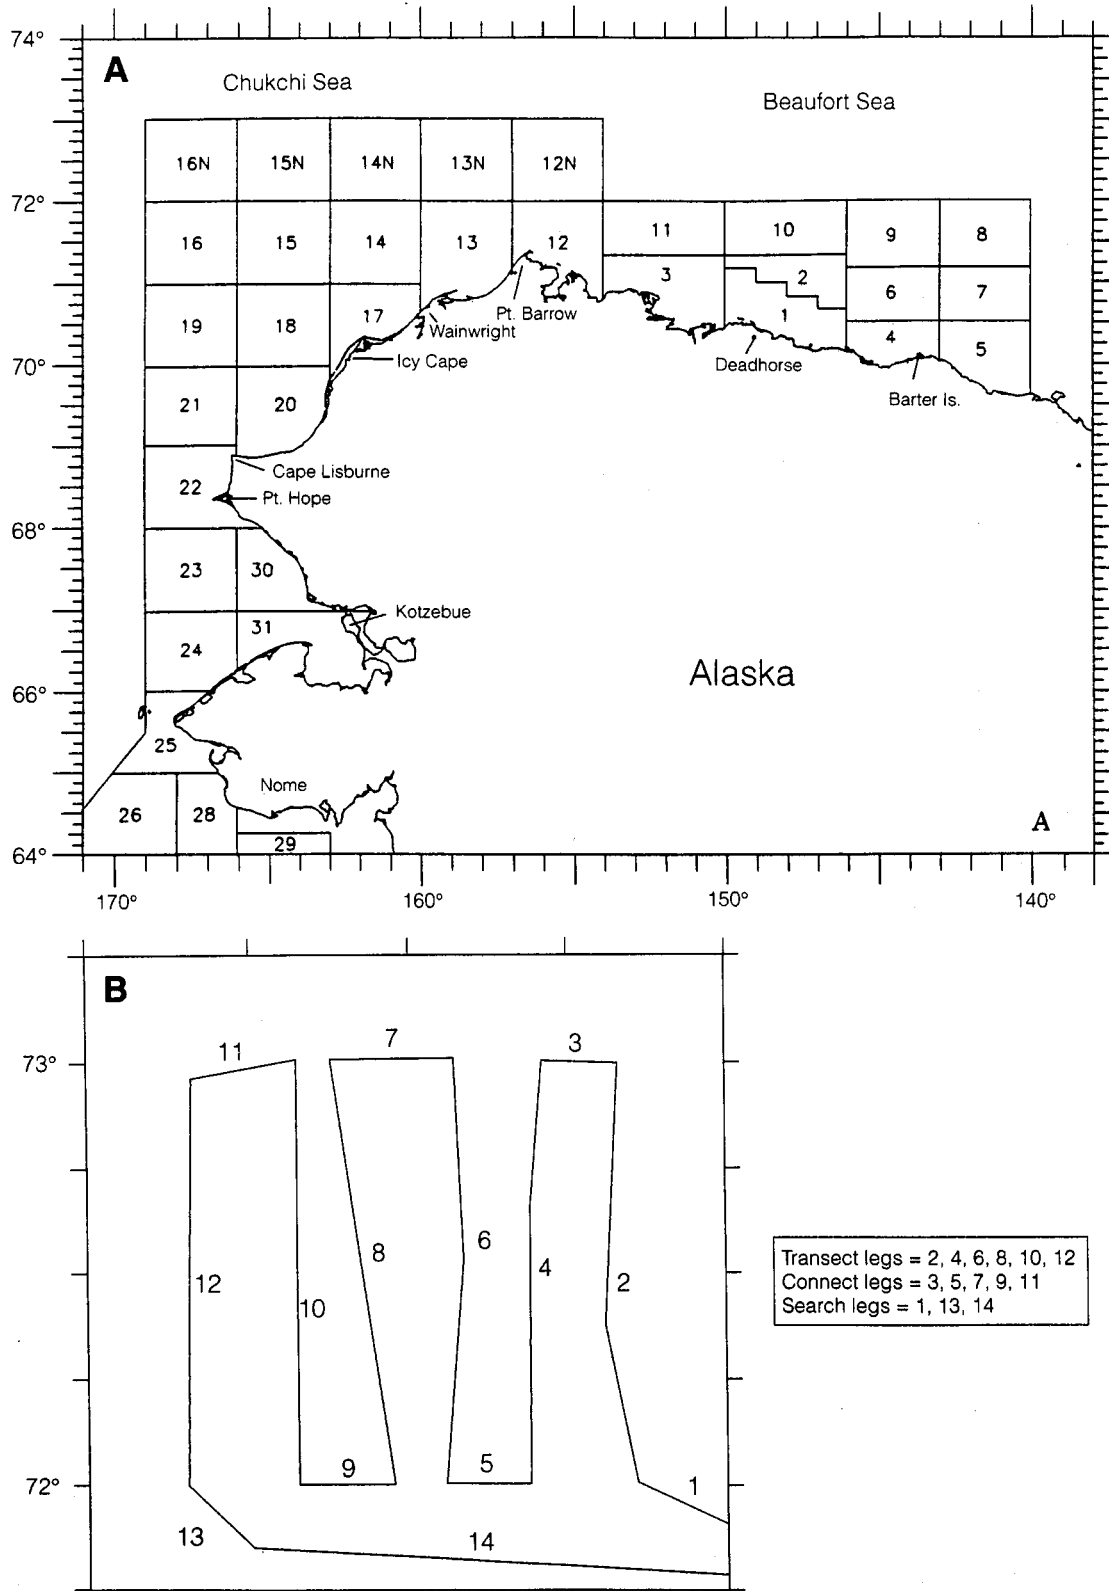 74°
A
Chukchi Sea
Beaufort Sea
16N 15N 14N 13N 12N
72°
16 15 14 13 12 11 10 9 8
3 2 6 7
19 18 17 1 4 5
Pt. Barrow
Wainwright
Icy Cape
Deadhorse
Barter Is.
70°
21 20
Cape Lisburne
22
Pt. Hope
68°
23 30
Kotzebue
24 31
Alaska
66°
25
Nome
26 28 29
A
64°
170° 160° 150° 140°
B
7
3
11
73°
6
8
4
2
12
10
9
5
72°
1
13
14
Transect legs = 2, 4, 6, 8, 10, 12
Connect legs = 3, 5, 7, 9, 11
Search legs = 1, 13, 14